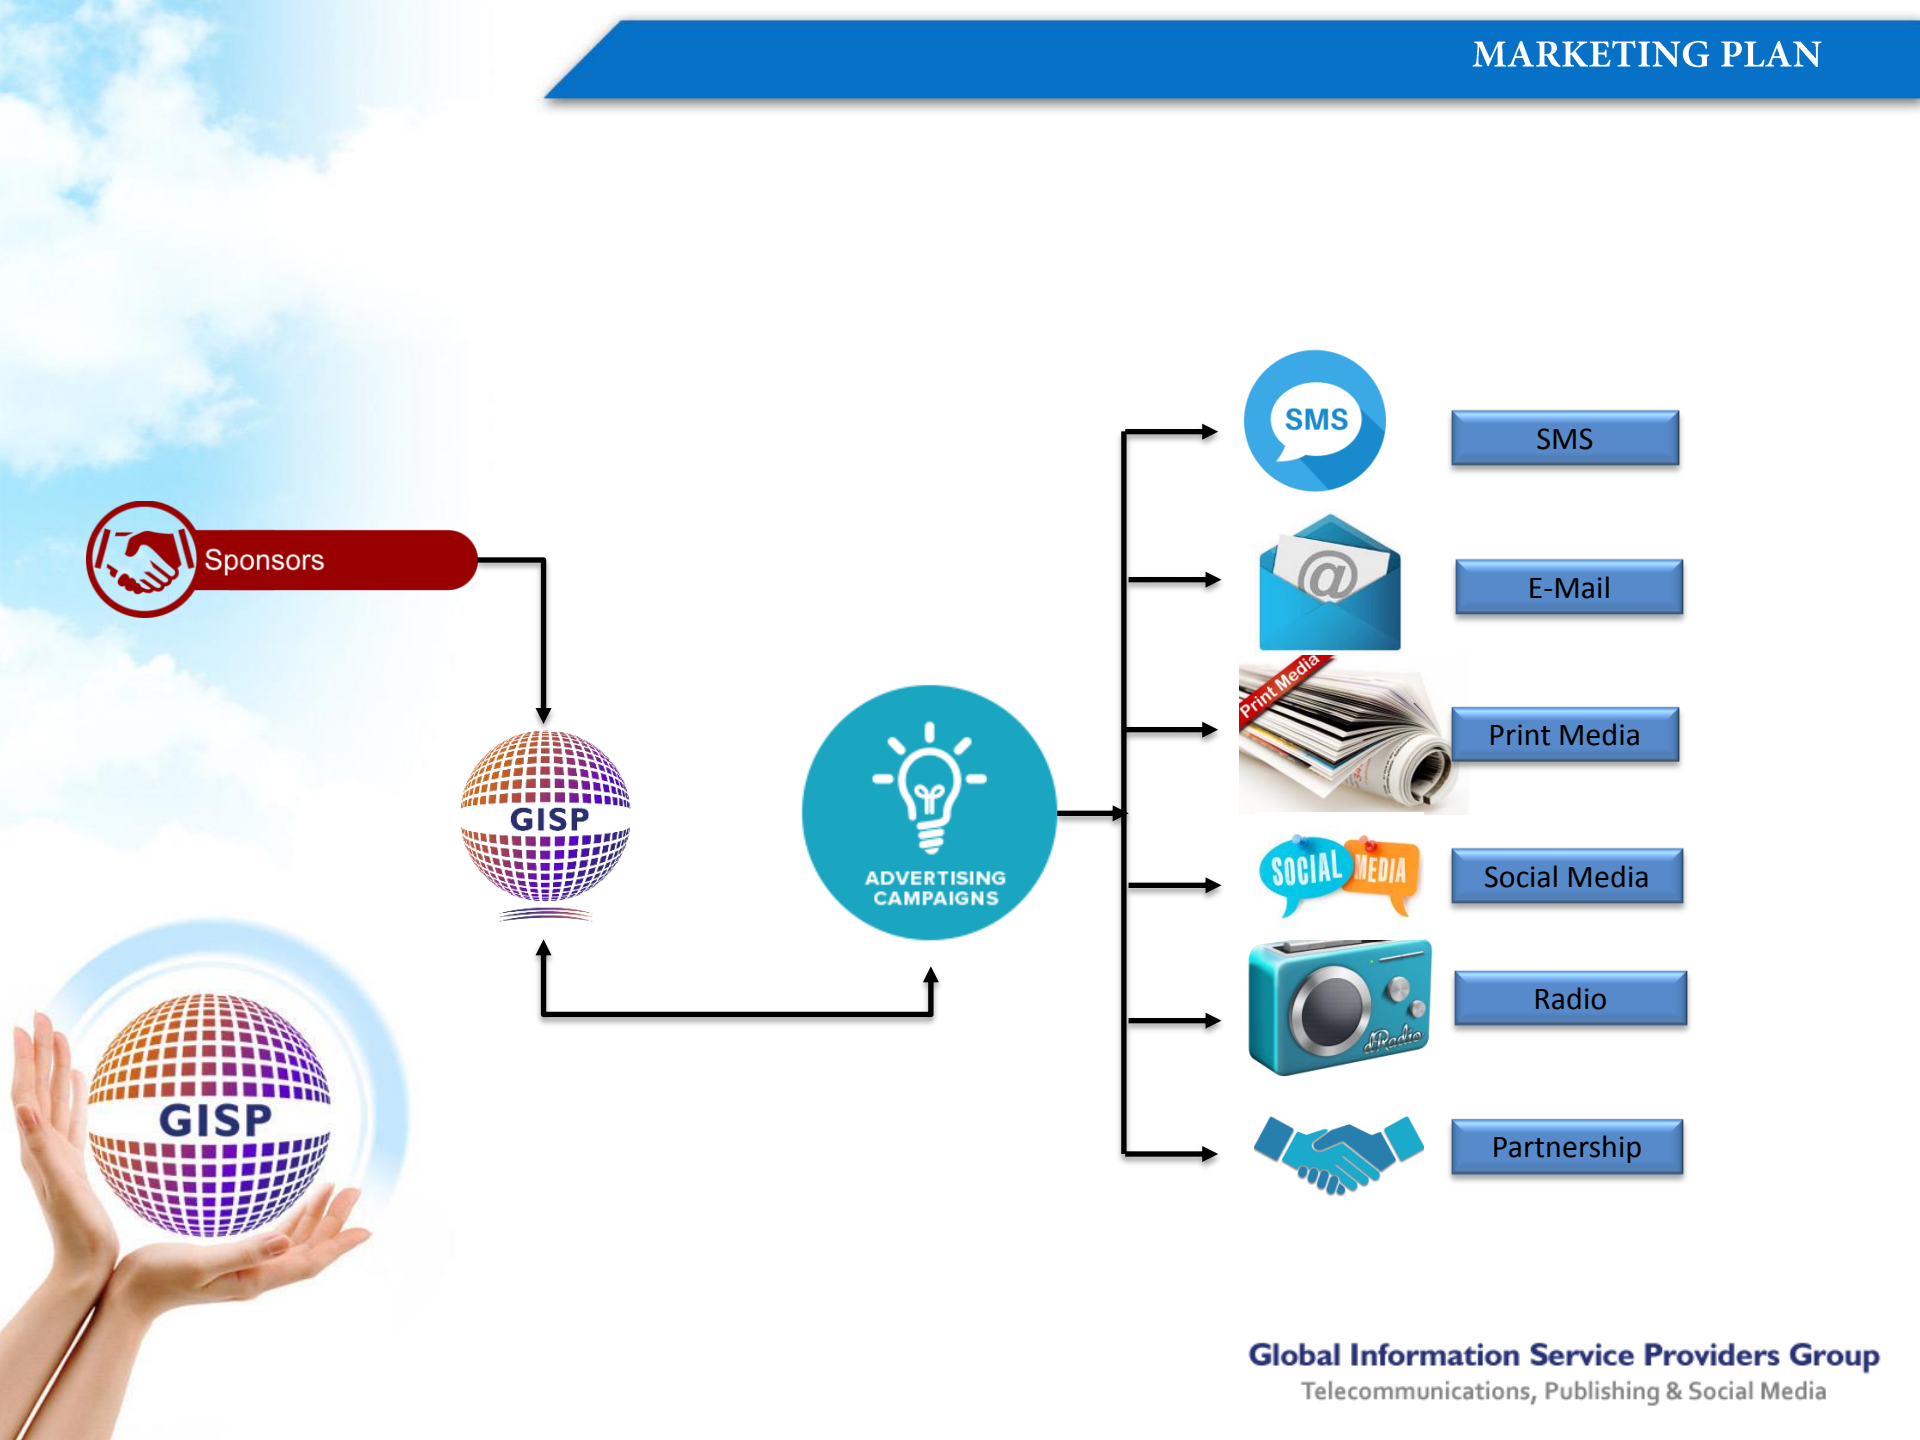 MARKETING PLAN
SMS
SMS
Sponsors
@
E-Mail
Print Media
Print Media
GISP
ADVERTISING
CAMPAIGNS
SOCIAL MEDIA
Social Media
Radio
dRadio
GISP
Partnership
Global Information Service Providers Group
Telecommunications, Publishing & Social Media